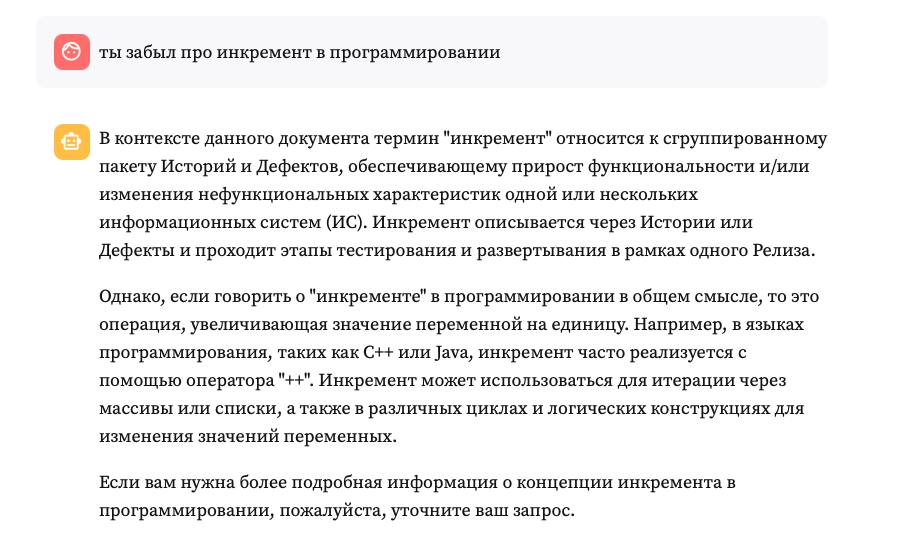 ты забыл про инкремент в программировании
В контексте данного документа термин "инкремент" относится к сгруппированному
пакету Историй и Дефектов, обеспечивающему прирост функциональности и/или
изменения нефункциональных характеристик одной или нескольких
информационных систем (ИС). Инкремент описывается через Истории или
Дефекты и проходит этапы тестирования и развертывания в рамках одного Релиза.
Однако, если говорить о "инкременте" в программировании в общем смысле, то это
операция, увеличивающая значение переменной на единицу. Например, в языках
программирования, таких как C++ или Java, инкремент часто реализуется с
помощью оператора "++". Инкремент может использоваться для итерации через
массивы или списки, а также в различных циклах и логических конструкциях для
изменения значений переменных.
Если вам нужна более подробная информация о концепции инкремента в
программировании, пожалуйста, уточните ваш запрос.